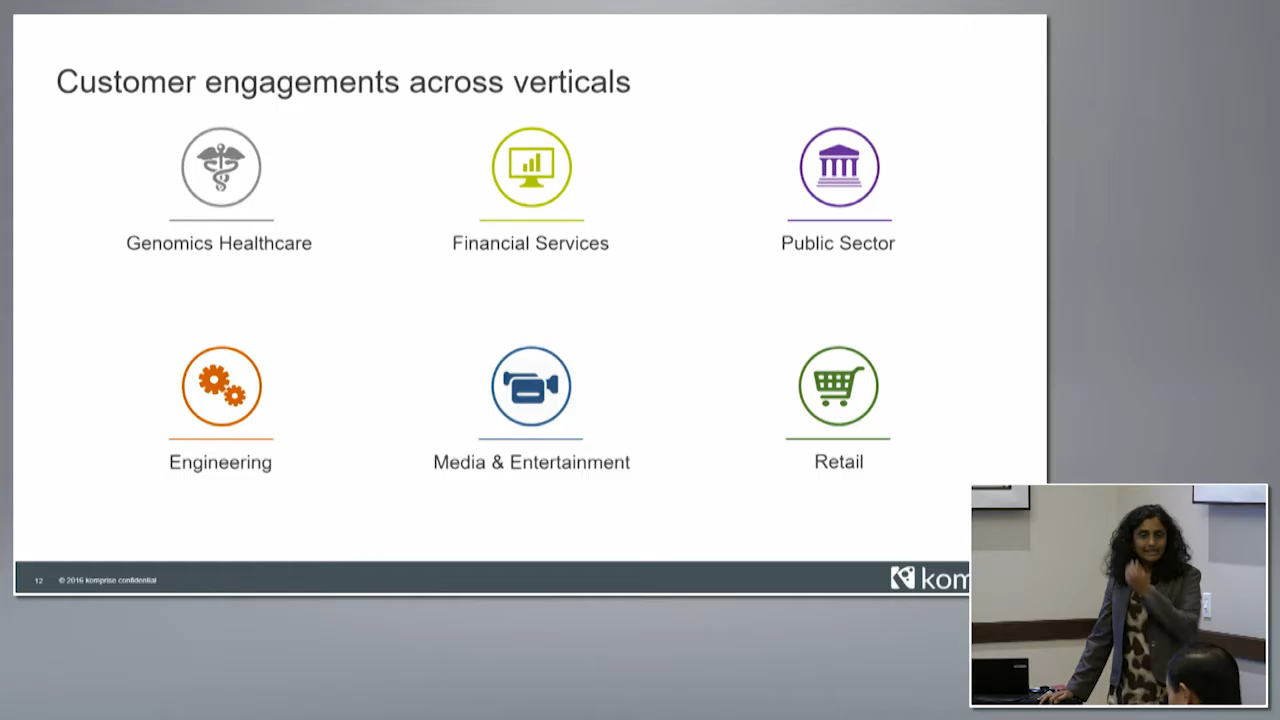 Customer engagements across verticals
Genomics Healthcare
Financial Services
Public Sector
Engineering
Media & Entertainment
Retail
12
© 2016 komprise confidential
kom